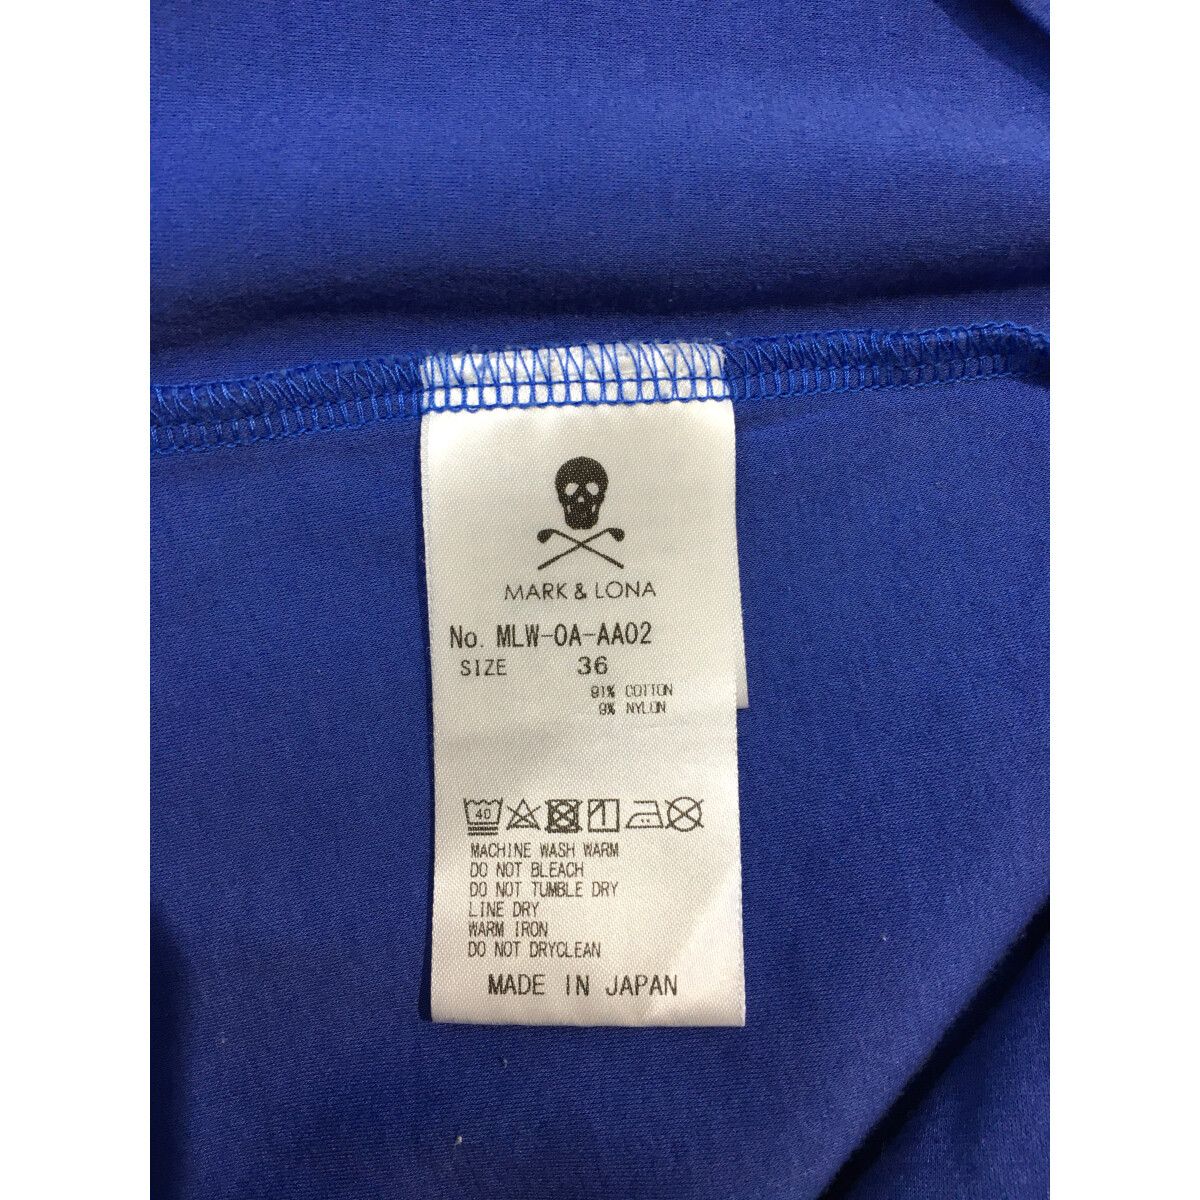 MARK & LONA
No. MLW-0A-AA02
SIZE 36
91% COTTON
9% NYLON
40
MACHINE WASH WARM
DO NOT BLEACH
DO NOT TUMBLE DRY
LINE DRY
WARM IRON
DO NOT DRYCLEAN
MADE IN JAPAN